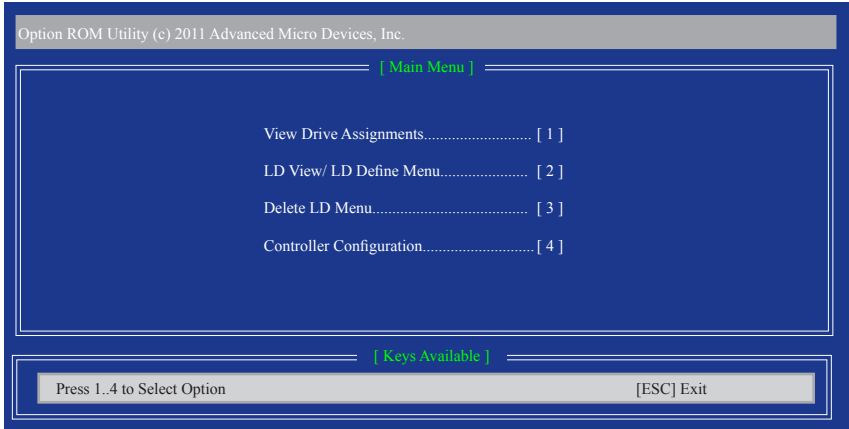 Option ROM Utility (c) 2011 Advanced Micro Devices, Inc.
[ Main Menu ]
View Drive Assignments........................... [ 1 ]
LD View/ LD Define Menu...................... [ 2 ]
Delete LD Menu....................................... [ 3 ]
Controller Configuration............................[ 4 ]
[ Keys Available ]
Press 1..4 to Select Option [ESC] Exit